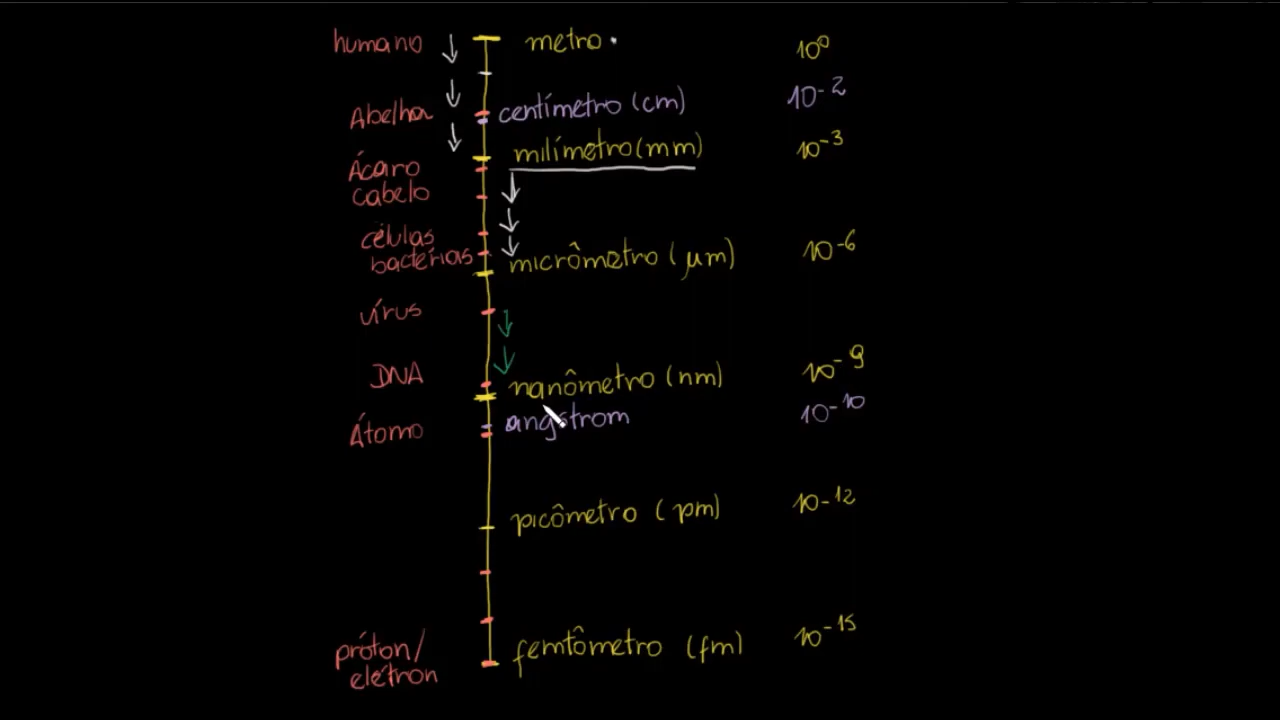 humano metro. 10⁰
Abelha centímetro (cm) 10⁻²
milímetro (mm) 10⁻³
Ácaro
cabelo
células
bactérias micrômetro (μm) 10⁻⁶
vírus
DNA nanômetro (nm) 10⁻⁹
Átomo angstrom 10⁻¹⁰
picômetro (pm) 10⁻¹²
próton/ femtômetro (fm) 10⁻¹⁵
elétron